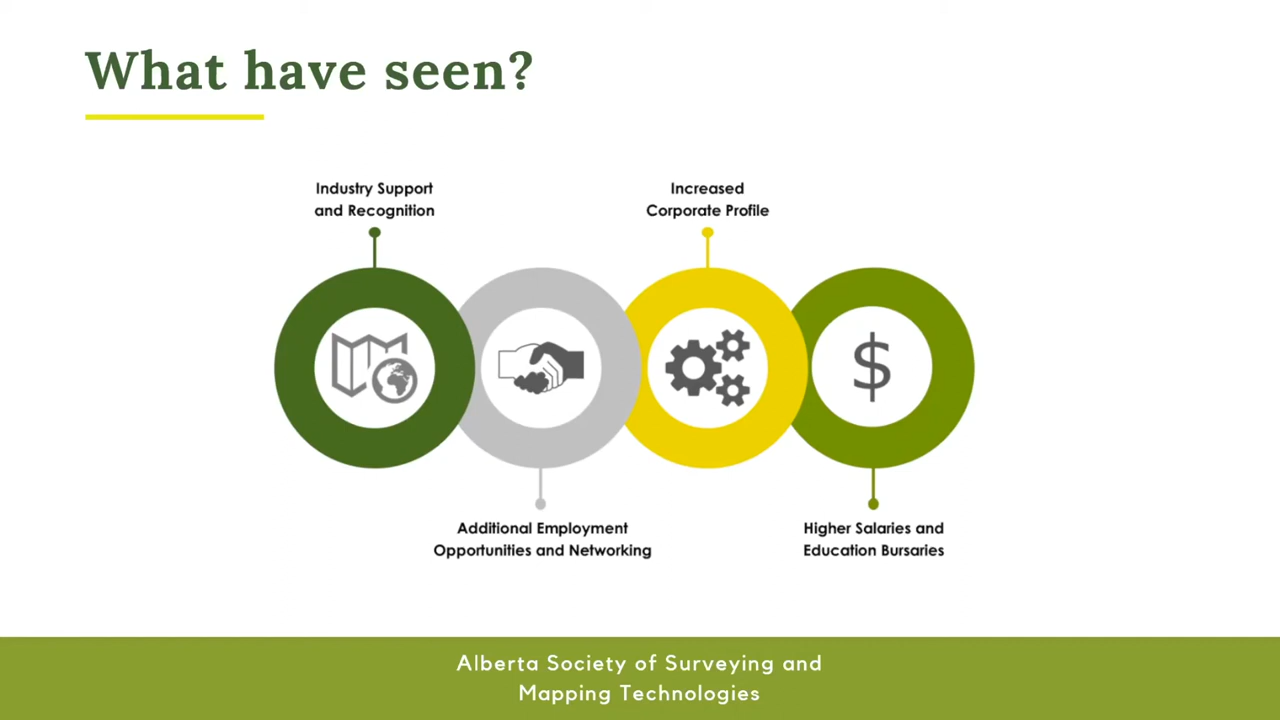 What have seen?
Industry Support
and Recognition
Increased
Corporate Profile
$
Additional Employment
Opportunities and Networking
Higher Salaries and
Education Bursaries
Alberta Society of Surveying and
Mapping Technologies